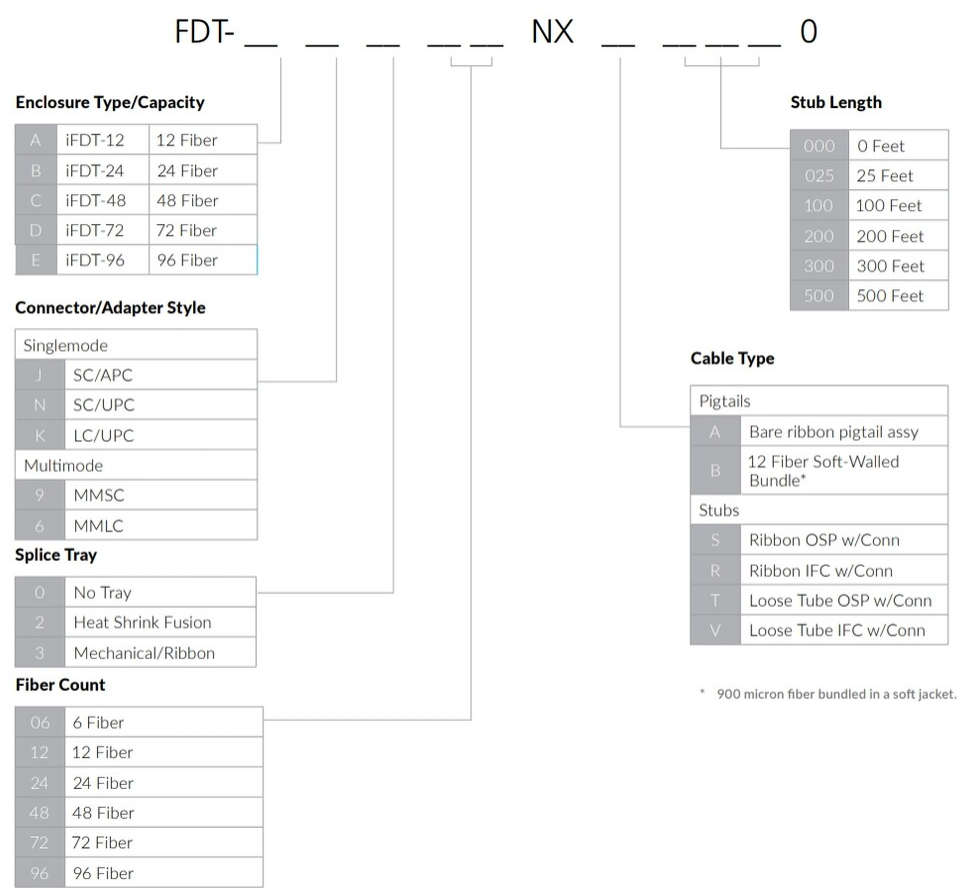 FDT- __ __ __ __ __ NX __ __ __ __ 0
Enclosure Type/Capacity
A iFDT-12 12 Fiber
B iFDT-24 24 Fiber
C iFDT-48 48 Fiber
D iFDT-72 72 Fiber
E iFDT-96 96 Fiber
Connector/Adapter Style
Singlemode
J SC/APC
N SC/UPC
K LC/UPC
Multimode
9 MMSC
6 MMLC
Splice Tray
0 No Tray
2 Heat Shrink Fusion
3 Mechanical/Ribbon
Fiber Count
06 6 Fiber
12 12 Fiber
24 24 Fiber
48 48 Fiber
72 72 Fiber
96 96 Fiber
Stub Length
000 0 Feet
025 25 Feet
100 100 Feet
200 200 Feet
300 300 Feet
500 500 Feet
Cable Type
Pigtails
A Bare ribbon pigtail assy
B 12 Fiber Soft-Walled
Bundle*
Stubs
S Ribbon OSP w/Conn
R Ribbon IFC w/Conn
T Loose Tube OSP w/Conn
V Loose Tube IFC w/Conn
* 900 micron fiber bundled in a soft jacket.